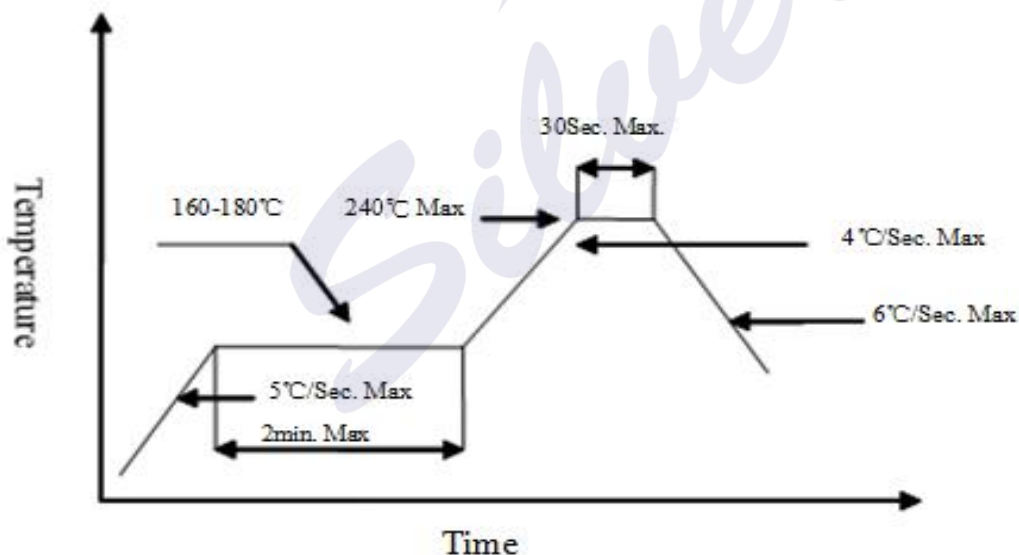 30Sec. Max.
160-180℃
240℃ Max
4℃/Sec. Max
6℃/Sec. Max
5℃/Sec. Max
2min. Max
Temperature
Time